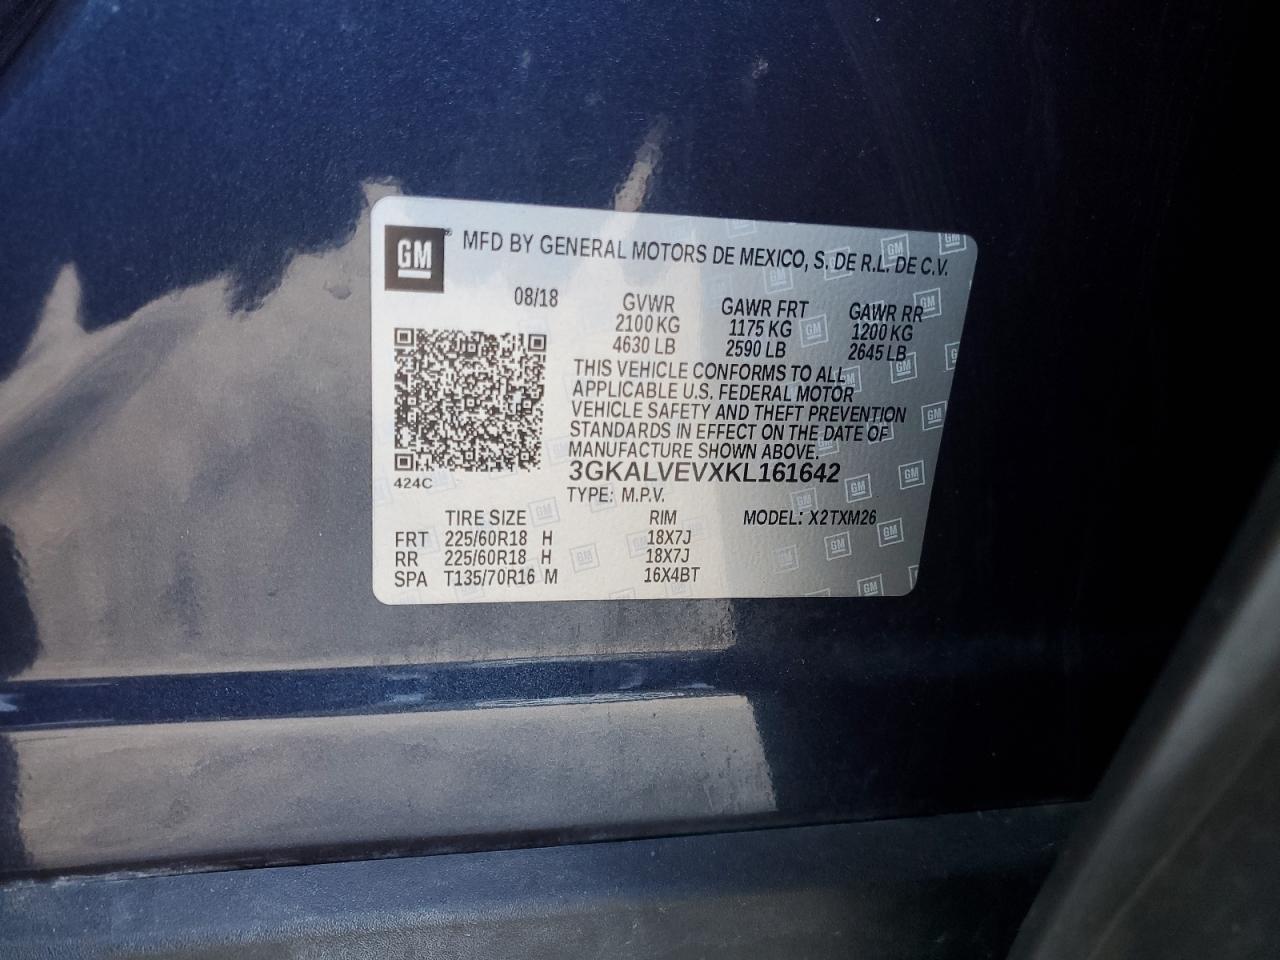 GM ® MFD BY GENERAL MOTORS DE MEXICO, S. DE R.L. DE C.V.
08/18 GVWR GAWR FRT GAWR RR
2100 KG 1175 KG 1200 KG
4630 LB 2590 LB 2645 LB
THIS VEHICLE CONFORMS TO ALL
APPLICABLE U.S. FEDERAL MOTOR
VEHICLE SAFETY AND THEFT PREVENTION
STANDARDS IN EFFECT ON THE DATE OF
MANUFACTURE SHOWN ABOVE.
3GKALVEVXKL161642
424C
TYPE: M.P.V.
TIRE SIZE RIM MODEL: X2TXM26
FRT 225/60R18 H 18X7J
RR 225/60R18 H 18X7J
SPA T135/70R16 M 16X4BT